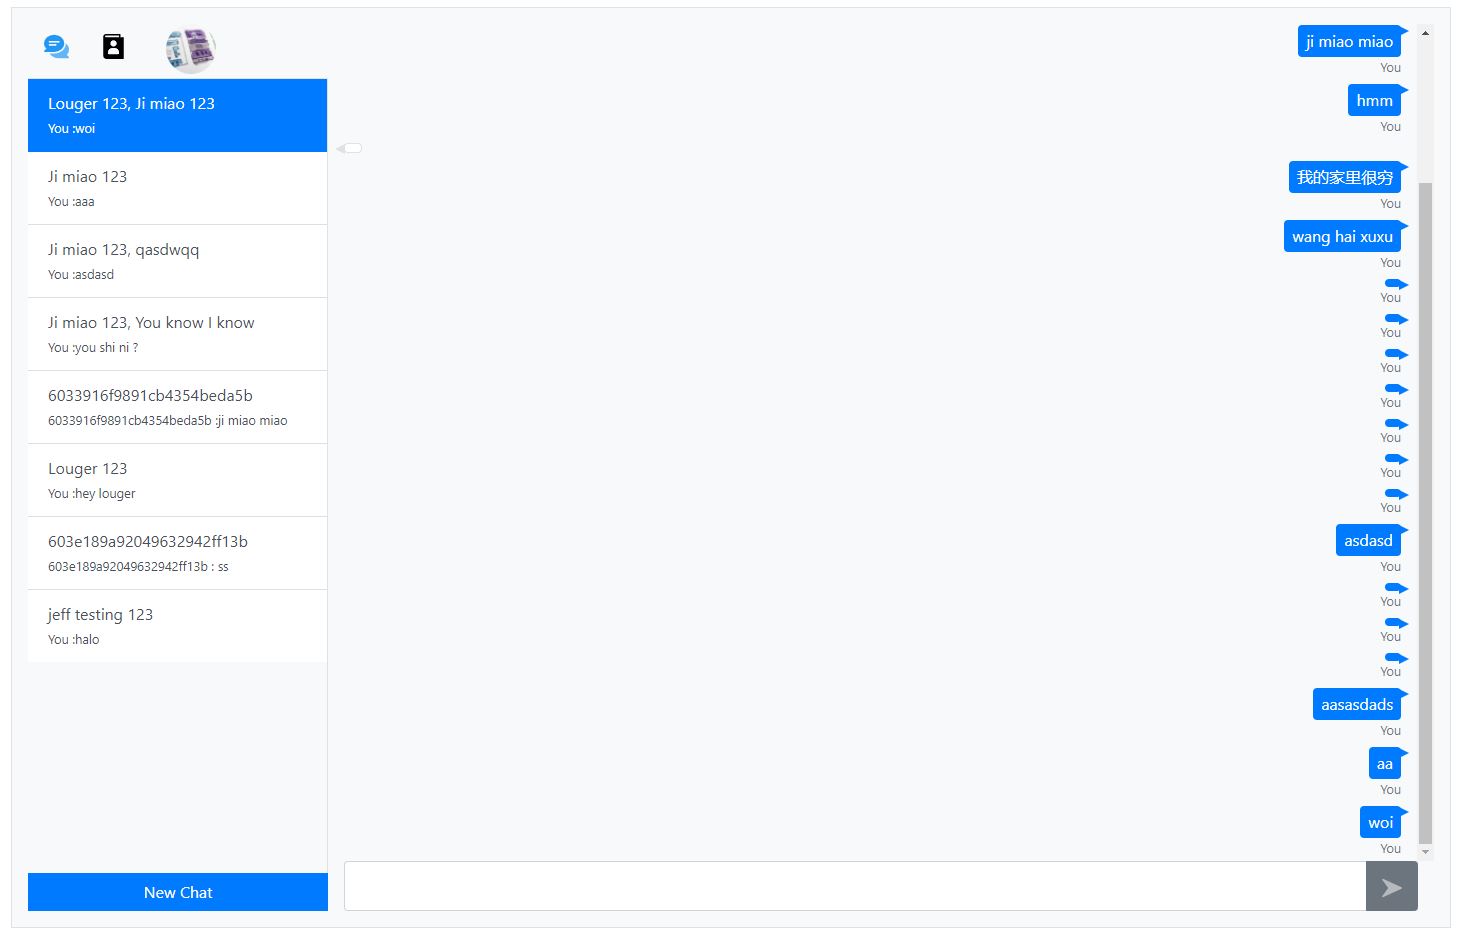 Louger 123, Ji miao 123
You :woi
Ji miao 123
You :aaa
Ji miao 123, qasdwqq
You :asdasd
Ji miao 123, You know I know
You :you shi ni ?
6033916f9891cb4354beda5b
6033916f9891cb4354beda5b :ji miao miao
Louger 123
You :hey louger
603e189a92049632942ff13b
603e189a92049632942ff13b : ss
jeff testing 123
You :halo
New Chat
ji miao miao
You
hmm
You
我的家里很穷
You
wang hai xuxu
You
You
You
You
You
You
You
You
asdasd
You
You
You
You
aasasdads
You
aa
You
woi
You